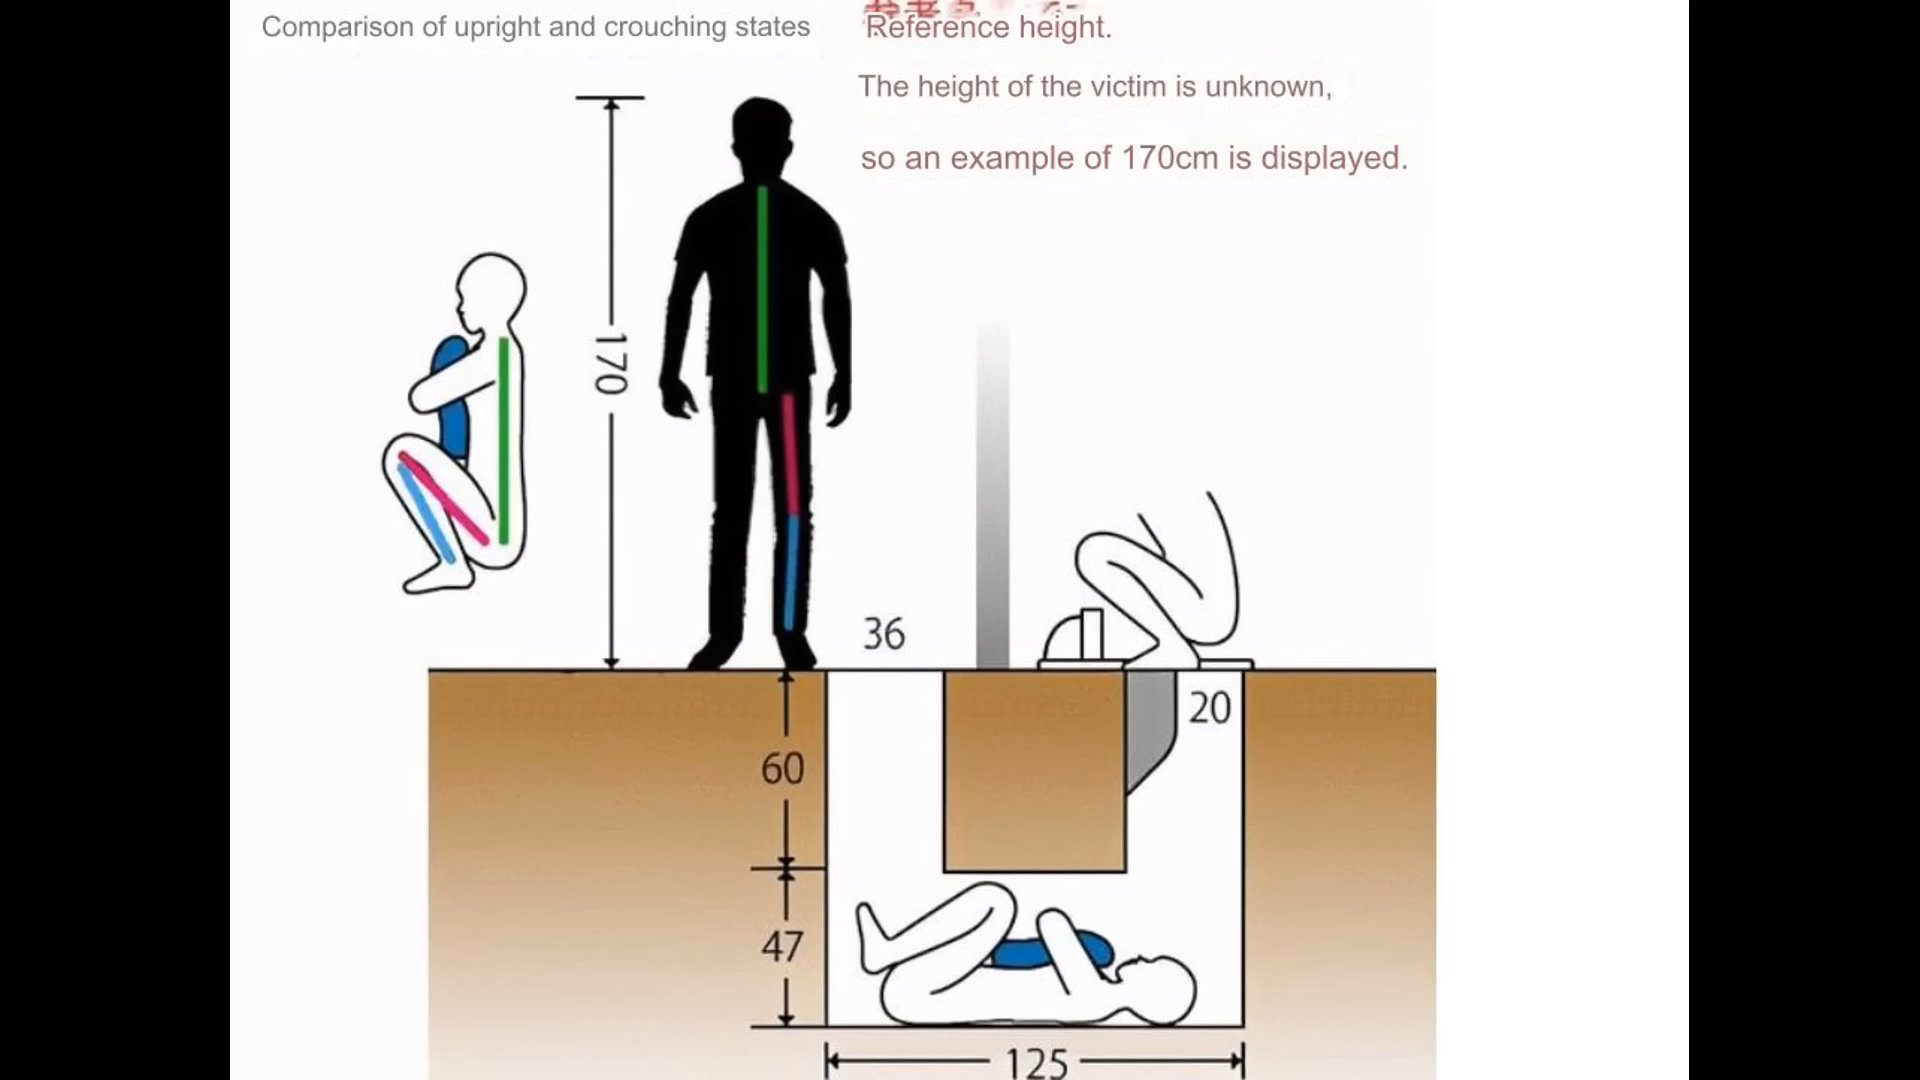 Comparison of upright and crouching states
Reference height.
The height of the victim is unknown,
so an example of 170cm is displayed.
170
36
20
60
47
125